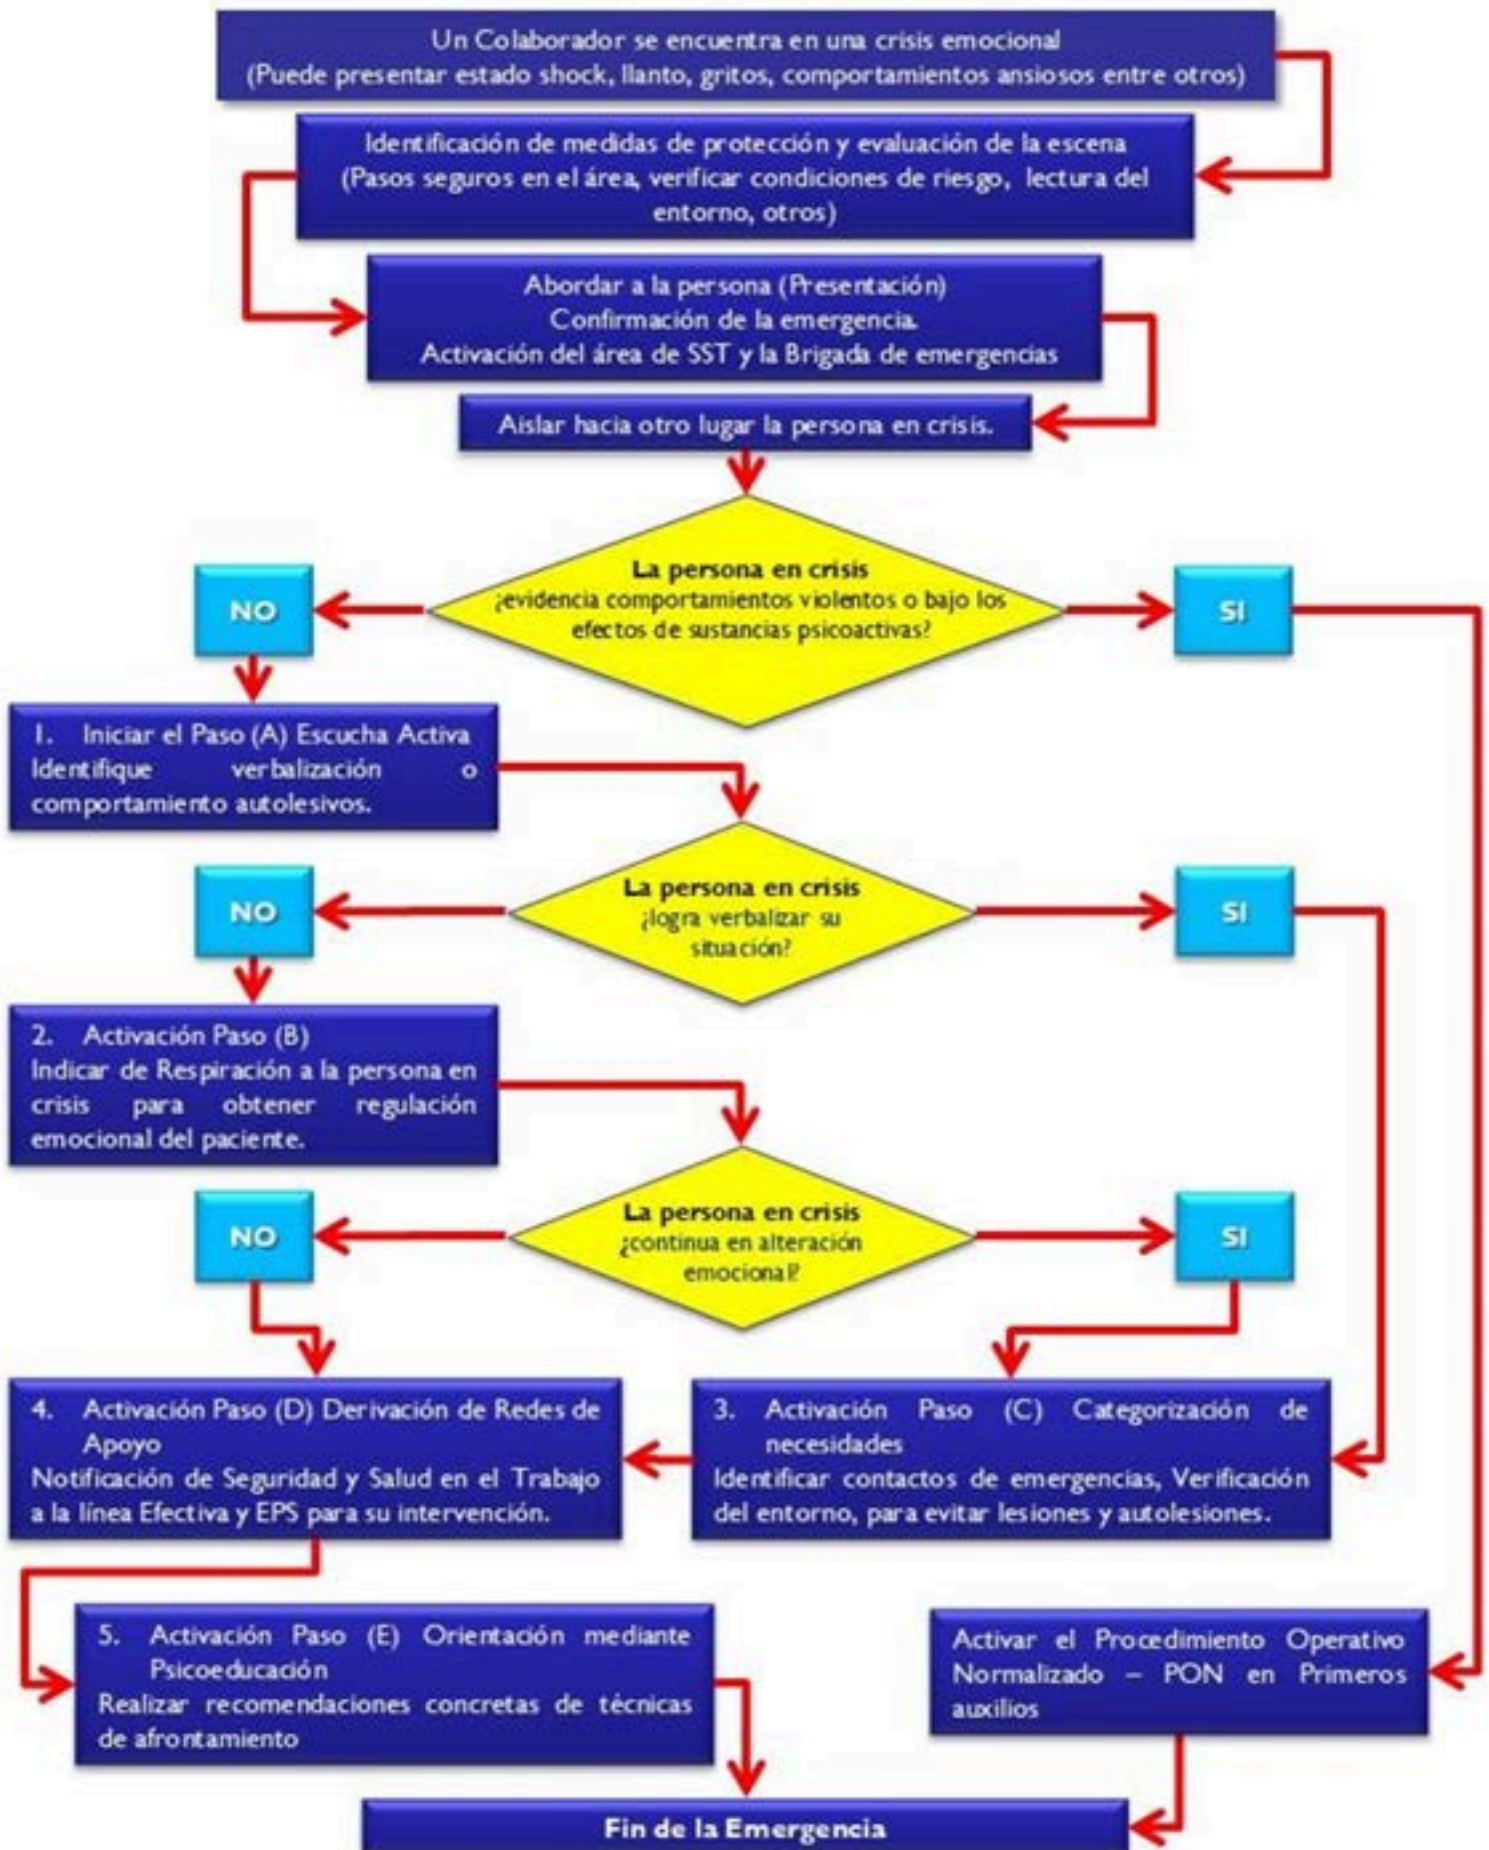 Un Colaborador se encuentra en una crisis emocional
(Puede presentar estado shock, llanto, gritos, comportamientos ansiosos entre otros)
Identificación de medidas de protección y evaluación de la escena
(Pasos seguros en el área, verificar condiciones de riesgo, lectura del
entorno, otros)
Abordar a la persona (Presentación)
Confirmación de la emergencia.
Activación del área de SST y la Brigada de emergencias
Aislar hacia otro lugar la persona en crisis.
La persona en crisis
¿evidencia comportamientos violentos o bajo los
efectos de sustancias psicoactivas?
NO
SI
1. Iniciar el Paso (A) Escucha Activa
Identifique verbalización o
comportamiento autolesivos.
La persona en crisis
¿logra verbalizar su
situación?
NO
SI
2. Activación Paso (B)
Indicar de Respiración a la persona en
crisis para obtener regulación
emocional del paciente.
La persona en crisis
¿continua en alteración
emocional?
NO
SI
4. Activación Paso (D) Derivación de Redes de
Apoyo
Notificación de Seguridad y Salud en el Trabajo
a la línea Efectiva y EPS para su intervención.
3. Activación Paso (C) Categorización de
necesidades
Identificar contactos de emergencias, Verificación
del entorno, para evitar lesiones y autolesiones.
5. Activación Paso (E) Orientación mediante
Psicoeducación
Realizar recomendaciones concretas de técnicas
de afrontamiento
Activar el Procedimiento Operativo
Normalizado – PON en Primeros
auxilios
Fin de la Emergencia